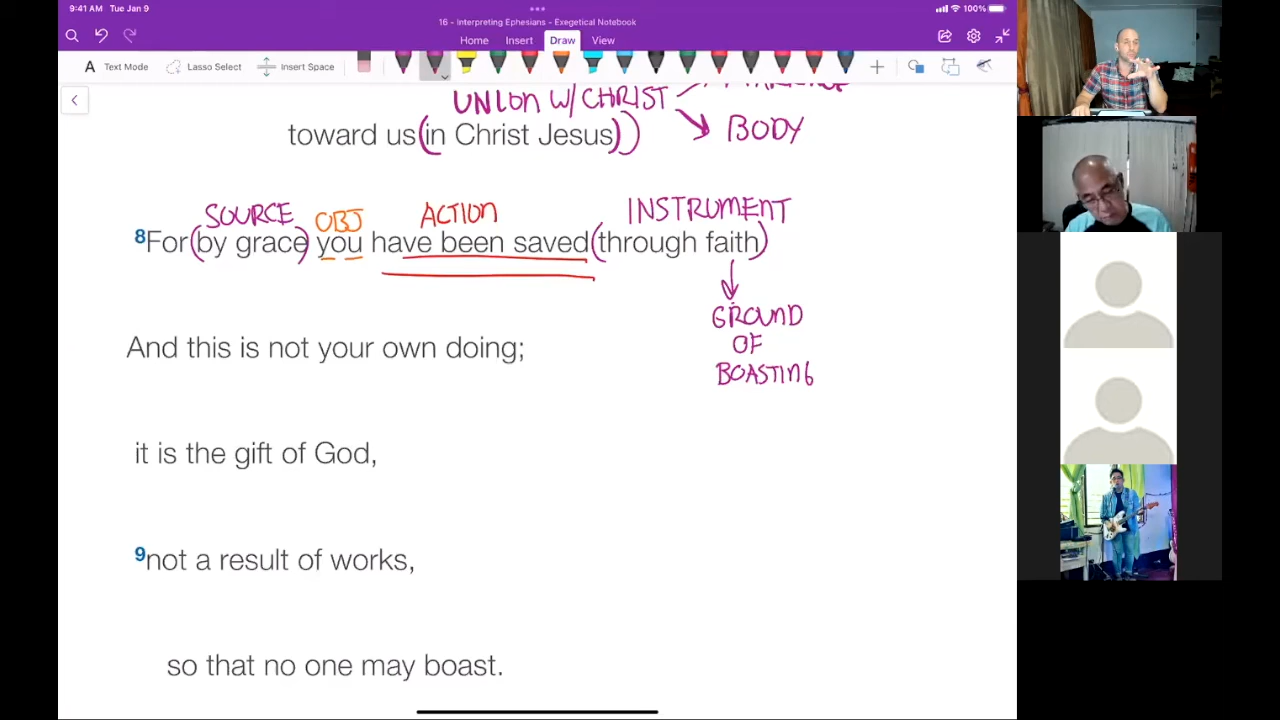 9:41 AM Tue Jan 9
100%
16 - Interpreting Ephesians - Exegetical Notebook
Home Insert Draw View
A Text Mode Lasso Select Insert Space
UNION W/ CHRIST
toward us (in Christ Jesus))
BODY
SOURCE OBJ ACTION INSTRUMENT
8For (by grace) you have been saved (through faith)
GROUND
OF
BOASTING
And this is not your own doing;
it is the gift of God,
9not a result of works,
so that no one may boast.